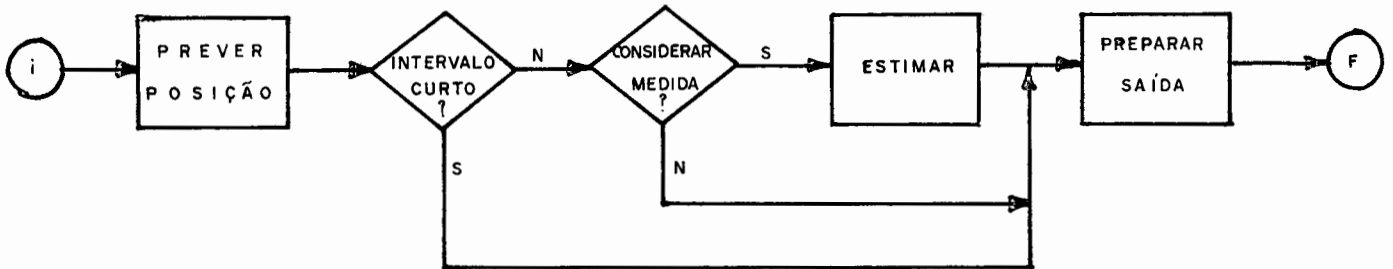 i
PREVER
POSIÇÃO
INTERVALO
CURTO
?
N
S
CONSIDERAR
MEDIDA
?
S
N
ESTIMAR
PREPARAR
SAÍDA
F